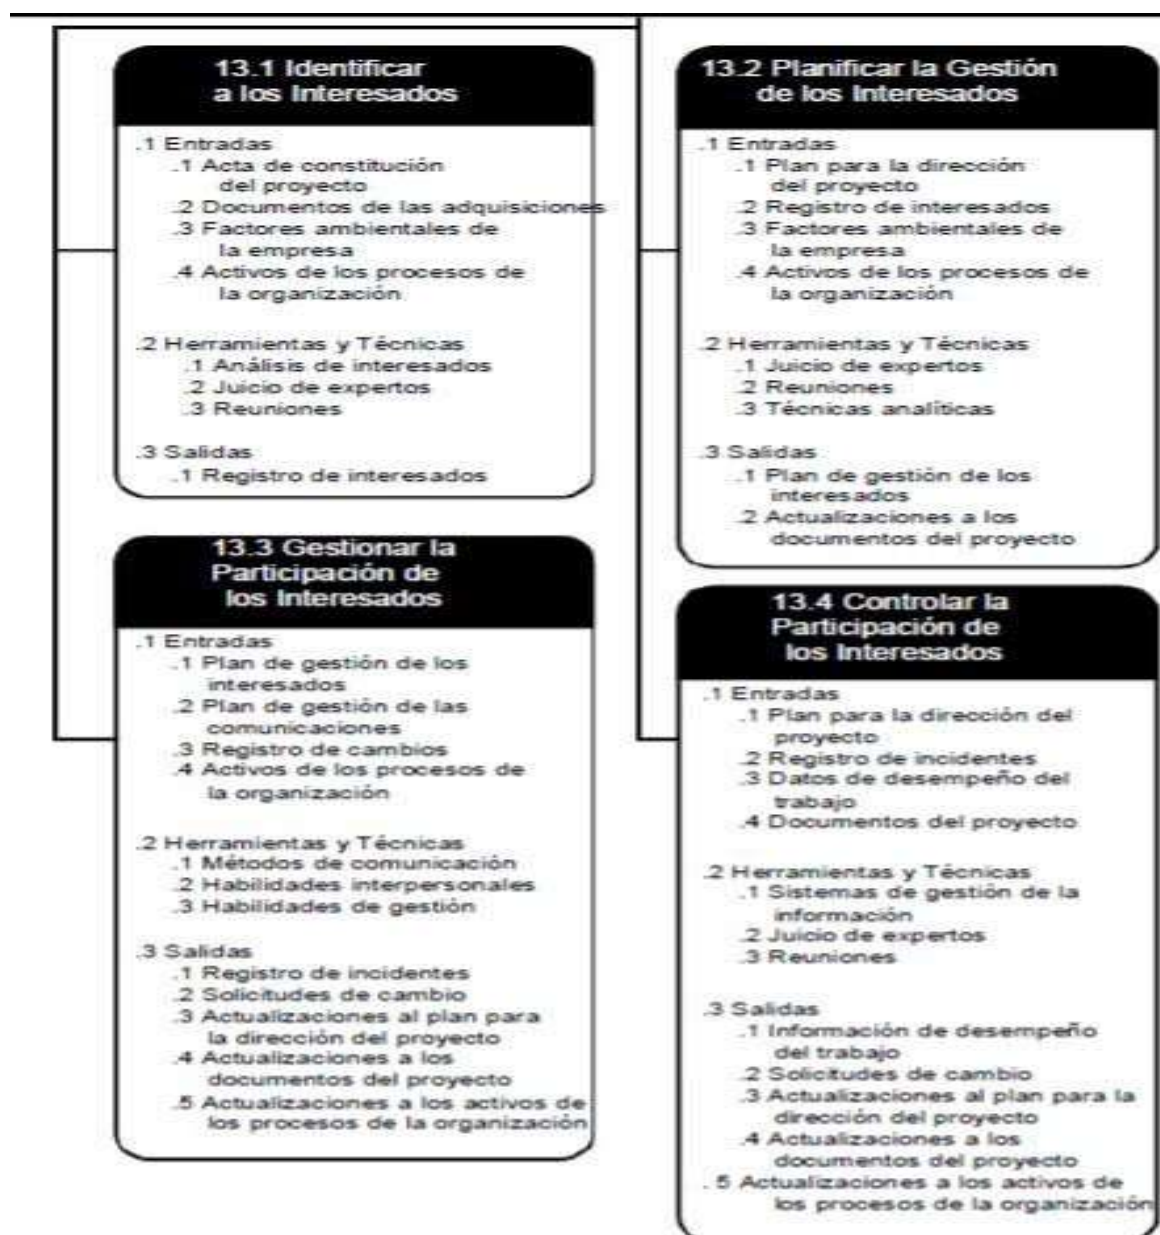 13.1 Identificar
a los Interesados
.1 Entradas
.1 Acta de constitución
del proyecto
.2 Documentos de las adquisiciones
.3 Factores ambientales de
la empresa
.4 Activos de los procesos de
la organización
.2 Herramientas y Técnicas
.1 Análisis de interesados
.2 Juicio de expertos
.3 Reuniones
.3 Salidas
.1 Registro de interesados
13.2 Planificar la Gestión
de los Interesados
.1 Entradas
.1 Plan para la dirección
del proyecto
.2 Registro de interesados
.3 Factores ambientales de
la empresa
.4 Activos de los procesos de
la organización
.2 Herramientas y Técnicas
.1 Juicio de expertos
.2 Reuniones
.3 Técnicas analíticas
.3 Salidas
.1 Plan de gestión de los
interesados
.2 Actualizaciones a los
documentos del proyecto
13.3 Gestionar la
Participación de
los Interesados
.1 Entradas
.1 Plan de gestión de los
interesados
.2 Plan de gestión de las
comunicaciones
.3 Registro de cambios
.4 Activos de los procesos de
la organización
.2 Herramientas y Técnicas
.1 Métodos de comunicación
.2 Habilidades interpersonales
.3 Habilidades de gestión
.3 Salidas
.1 Registro de incidentes
.2 Solicitudes de cambio
.3 Actualizaciones al plan para
la dirección del proyecto
.4 Actualizaciones a los
documentos del proyecto
.5 Actualizaciones a los activos de
los procesos de la organización
13.4 Controlar la
Participación de
los Interesados
.1 Entradas
.1 Plan para la dirección del
proyecto
.2 Registro de incidentes
.3 Datos de desempeño del
trabajo
.4 Documentos del proyecto
.2 Herramientas y Técnicas
.1 Sistemas de gestión de la
información
.2 Juicio de expertos
.3 Reuniones
.3 Salidas
.1 Información de desempeño
del trabajo
.2 Solicitudes de cambio
.3 Actualizaciones al plan para la
dirección del proyecto
.4 Actualizaciones a los
documentos del proyecto
. 5 Actualizaciones a los activos de
los procesos de la organización